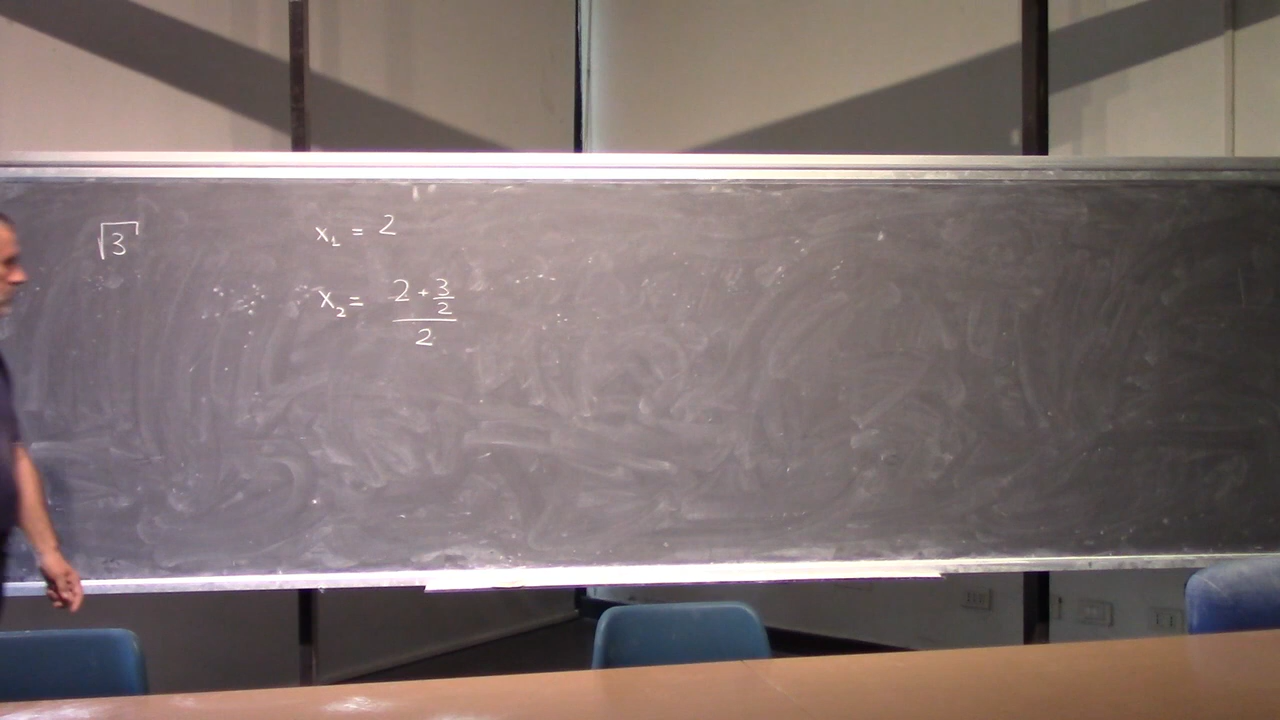 √3
x₁ = 2
x₂ = (2 + 3/2)/2